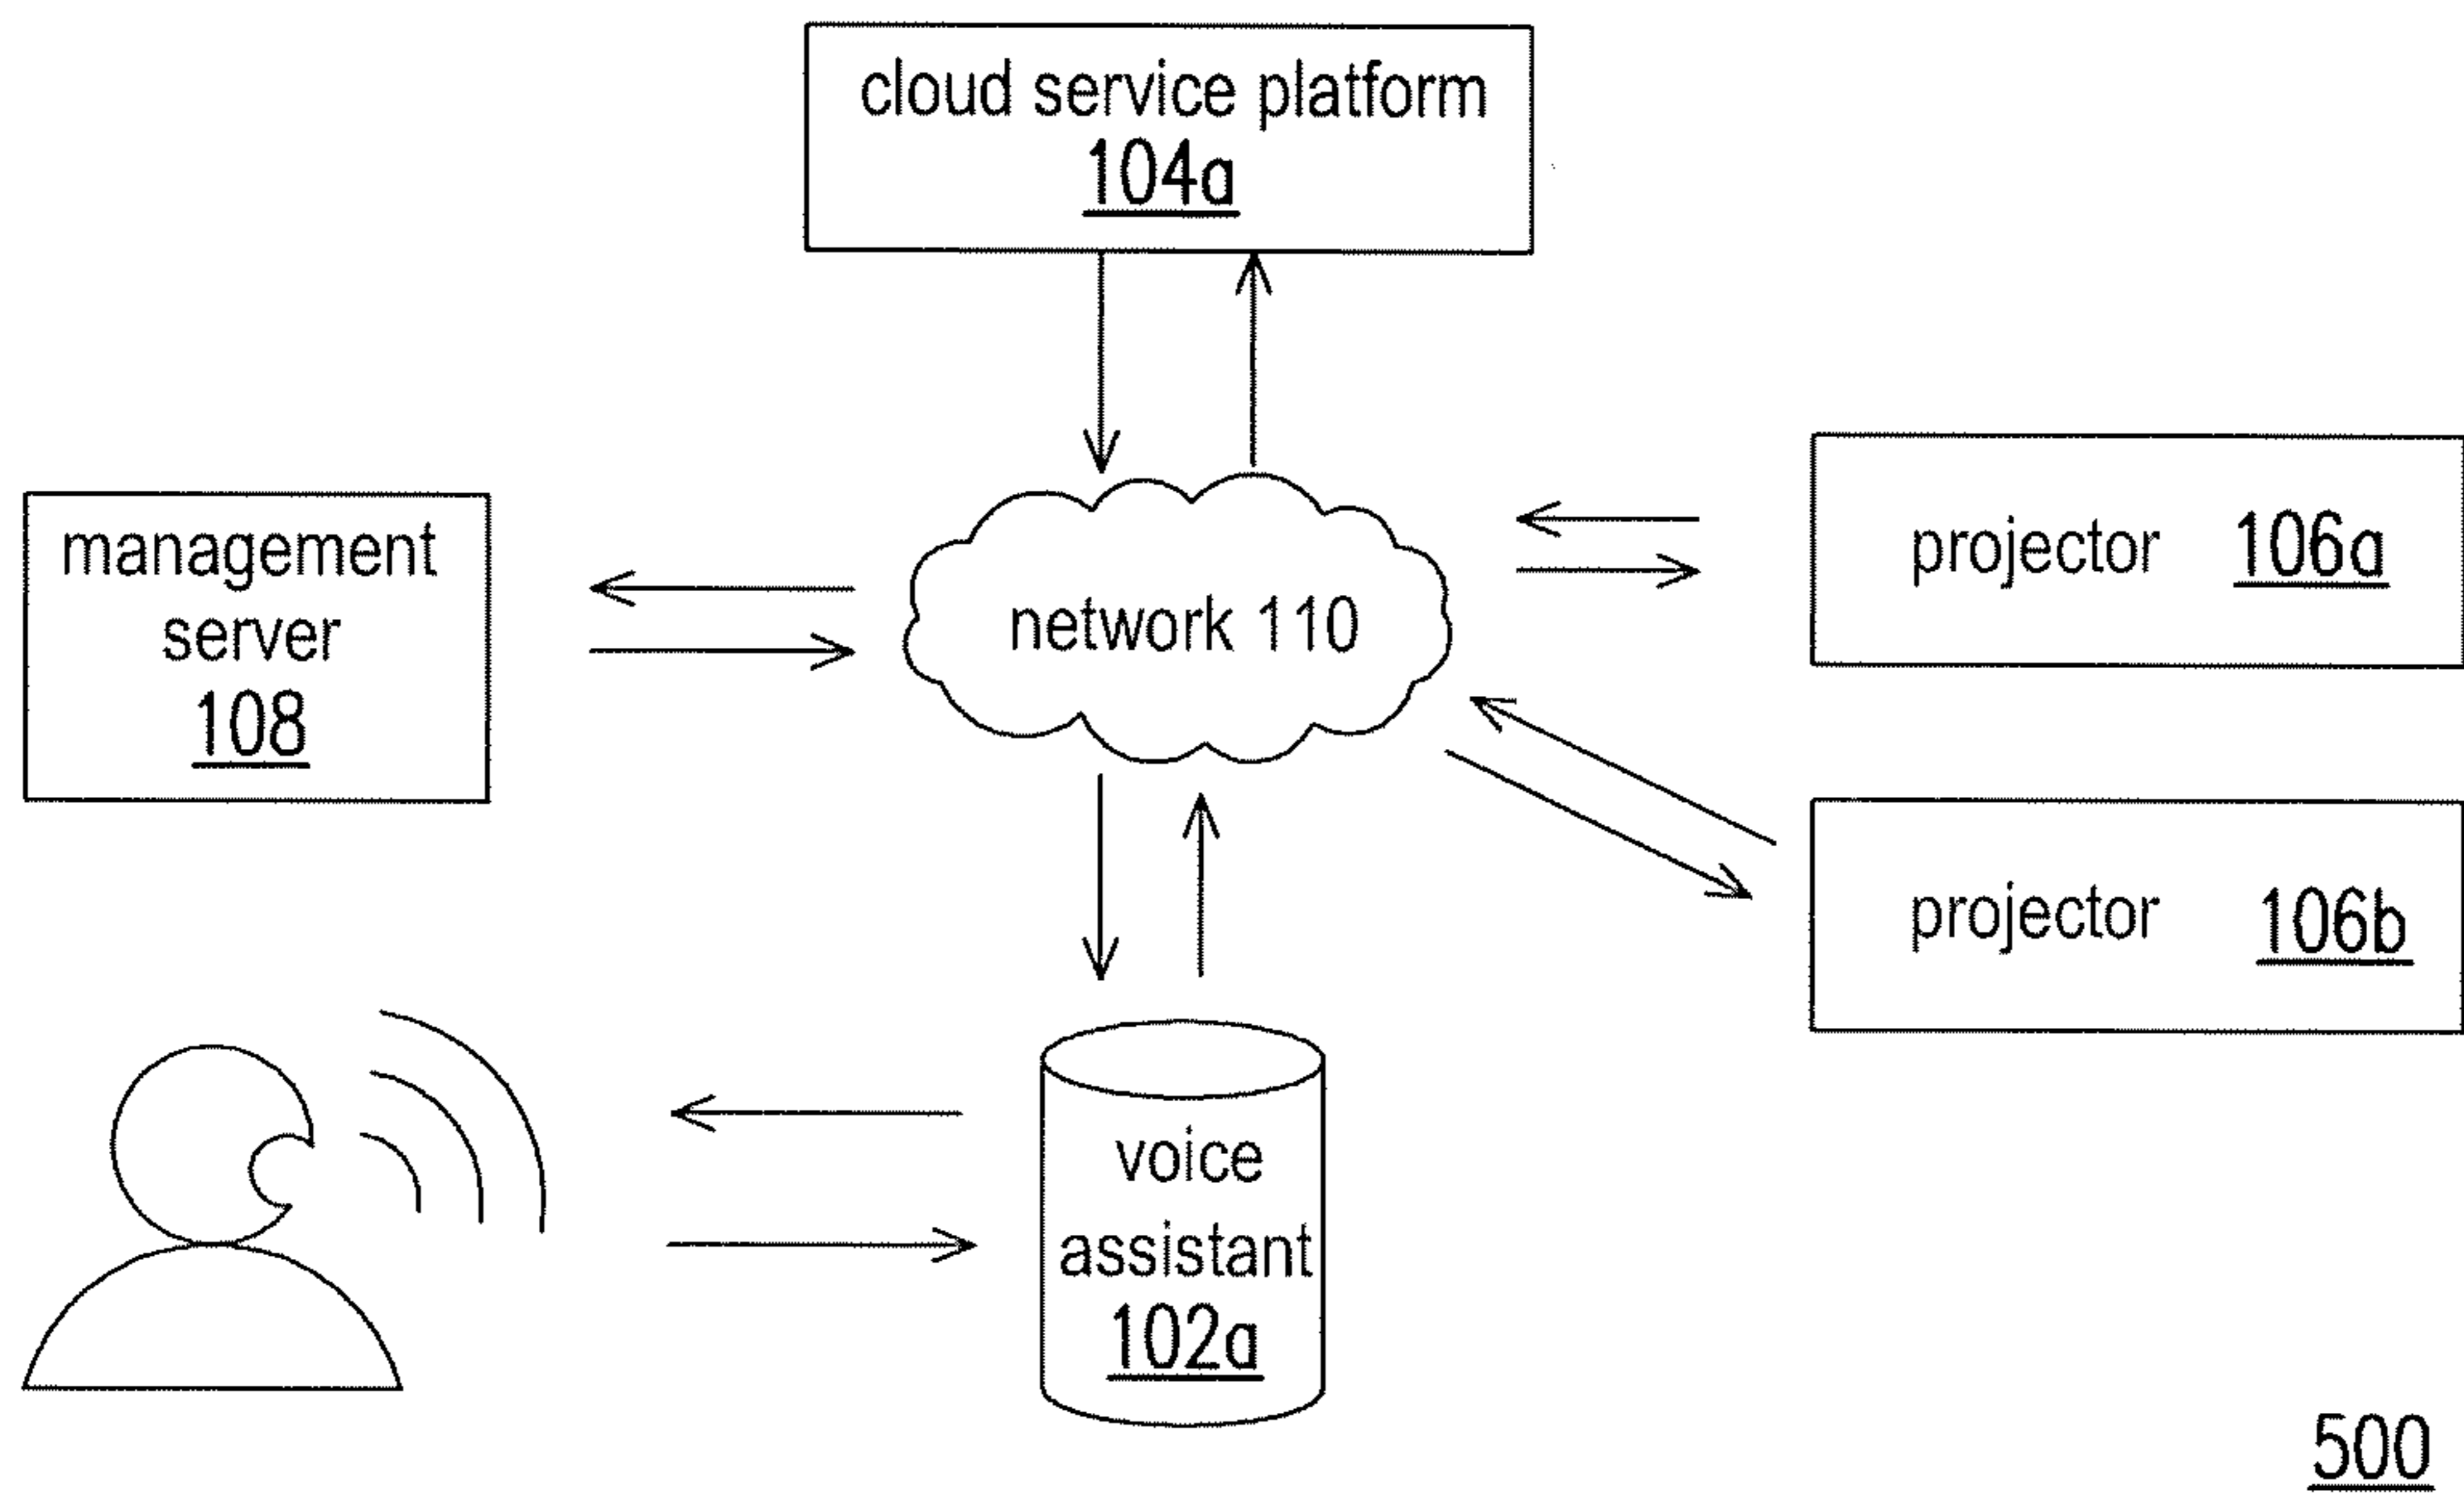 cloud service platform
104a
management
server
108
network 110
projector 106a
projector 106b
voice
assistant
102a
500